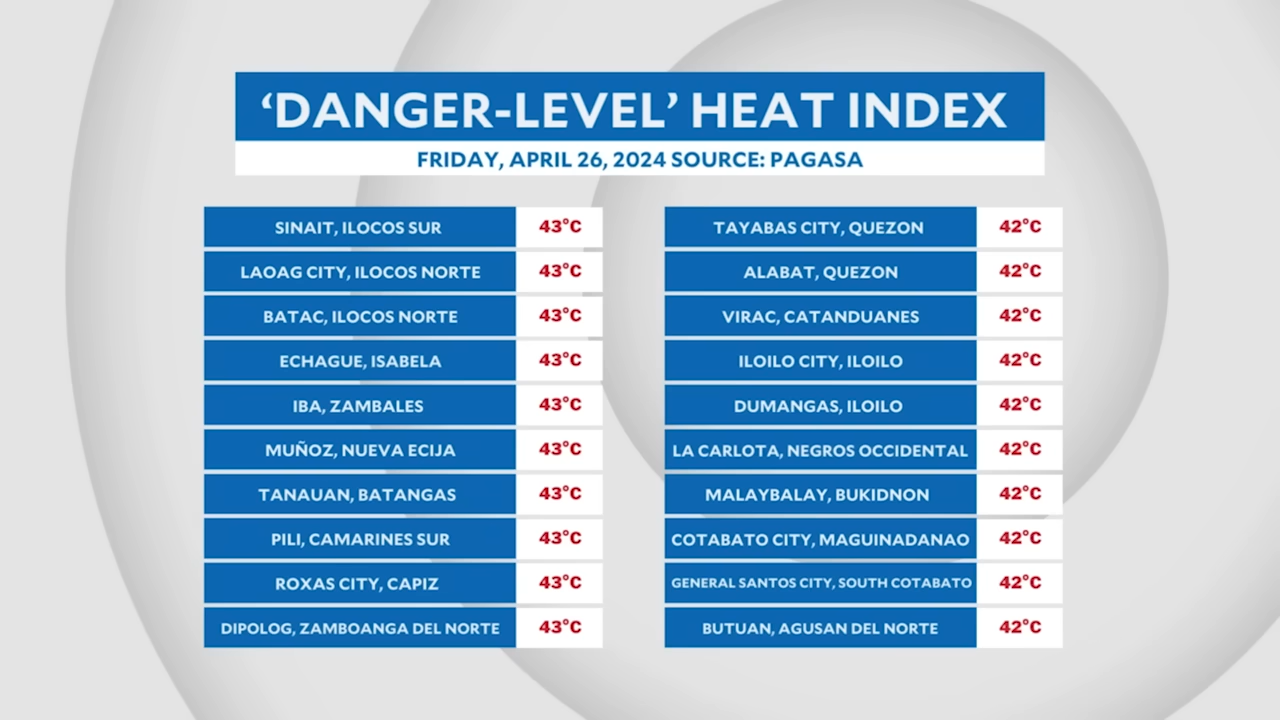 ‘DANGER-LEVEL’ HEAT INDEX
FRIDAY, APRIL 26, 2024 SOURCE: PAGASA
SINAIT, ILOCOS SUR 43°C
LAOAG CITY, ILOCOS NORTE 43°C
BATAC, ILOCOS NORTE 43°C
ECHAGUE, ISABELA 43°C
IBA, ZAMBALES 43°C
MUÑOZ, NUEVA ECIJA 43°C
TANAUAN, BATANGAS 43°C
PILI, CAMARINES SUR 43°C
ROXAS CITY, CAPIZ 43°C
DIPOLOG, ZAMBOANGA DEL NORTE 43°C
TAYABAS CITY, QUEZON 42°C
ALABAT, QUEZON 42°C
VIRAC, CATANDUANES 42°C
ILOILO CITY, ILOILO 42°C
DUMANGAS, ILOILO 42°C
LA CARLOTA, NEGROS OCCIDENTAL 42°C
MALAYBALAY, BUKIDNON 42°C
COTABATO CITY, MAGUINADANAO 42°C
GENERAL SANTOS CITY, SOUTH COTABATO 42°C
BUTUAN, AGUSAN DEL NORTE 42°C